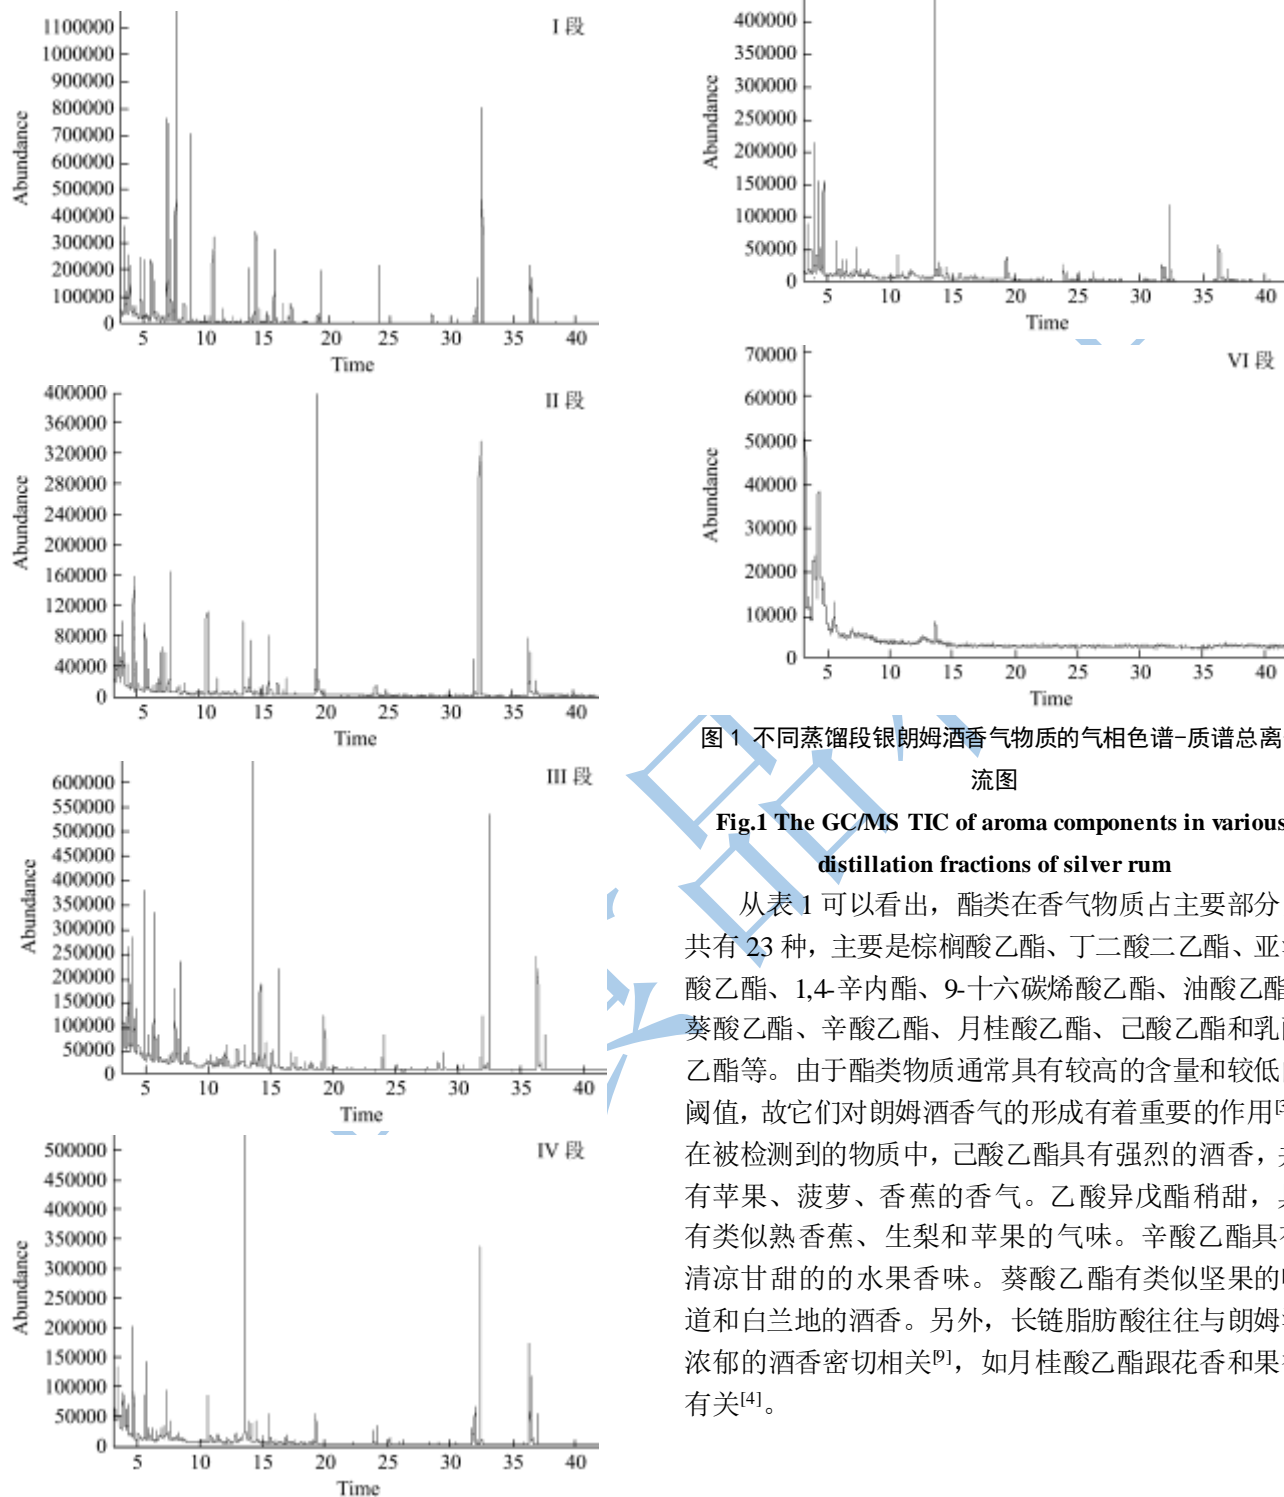 1100000
1000000
900000
800000
700000
600000
500000
400000
300000
200000
100000
0
Abundance
I 段
5 10 15 20 25 30 35 40
Time
400000
360000
320000
280000
240000
200000
160000
120000
80000
40000
0
Abundance
II 段
5 10 15 20 25 30 35 40
Time
600000
550000
500000
450000
400000
350000
300000
250000
200000
150000
100000
50000
0
Abundance
III 段
5 10 15 20 25 30 35 40
Time
500000
450000
400000
350000
300000
250000
200000
150000
100000
50000
0
Abundance
IV 段
5 10 15 20 25 30 35 40
Time
400000
350000
300000
250000
200000
150000
100000
50000
0
Abundance
5 10 15 20 25 30 35 40
Time
70000
60000
50000
40000
30000
20000
10000
0
Abundance
VI 段
5 10 15 20 25 30 35 40
Time
图 1 不同蒸馏段银朗姆酒香气物质的气相色谱-质谱总离
流图
Fig.1 The GC/MS TIC of aroma components in various
distillation fractions of silver rum
从表 1 可以看出，酯类在香气物质占主要部分
共有 23 种，主要是棕榈酸乙酯、丁二酸二乙酯、亚
酸乙酯、1,4-辛内酯、9-十六碳烯酸乙酯、油酸乙酯
葵酸乙酯、辛酸乙酯、月桂酸乙酯、己酸乙酯和乳
乙酯等。由于酯类物质通常具有较高的含量和较低
阈值，故它们对朗姆酒香气的形成有着重要的作用
在被检测到的物质中，己酸乙酯具有强烈的酒香，
有苹果、菠萝、香蕉的香气。乙酸异戊酯稍甜，
有类似熟香蕉、生梨和苹果的气味。辛酸乙酯具
清凉甘甜的的水果香味。葵酸乙酯有类似坚果的
道和白兰地的酒香。另外，长链脂肪酸往往与朗姆
浓郁的酒香密切相关[9]，如月桂酸乙酯跟花香和果
有关[4]。